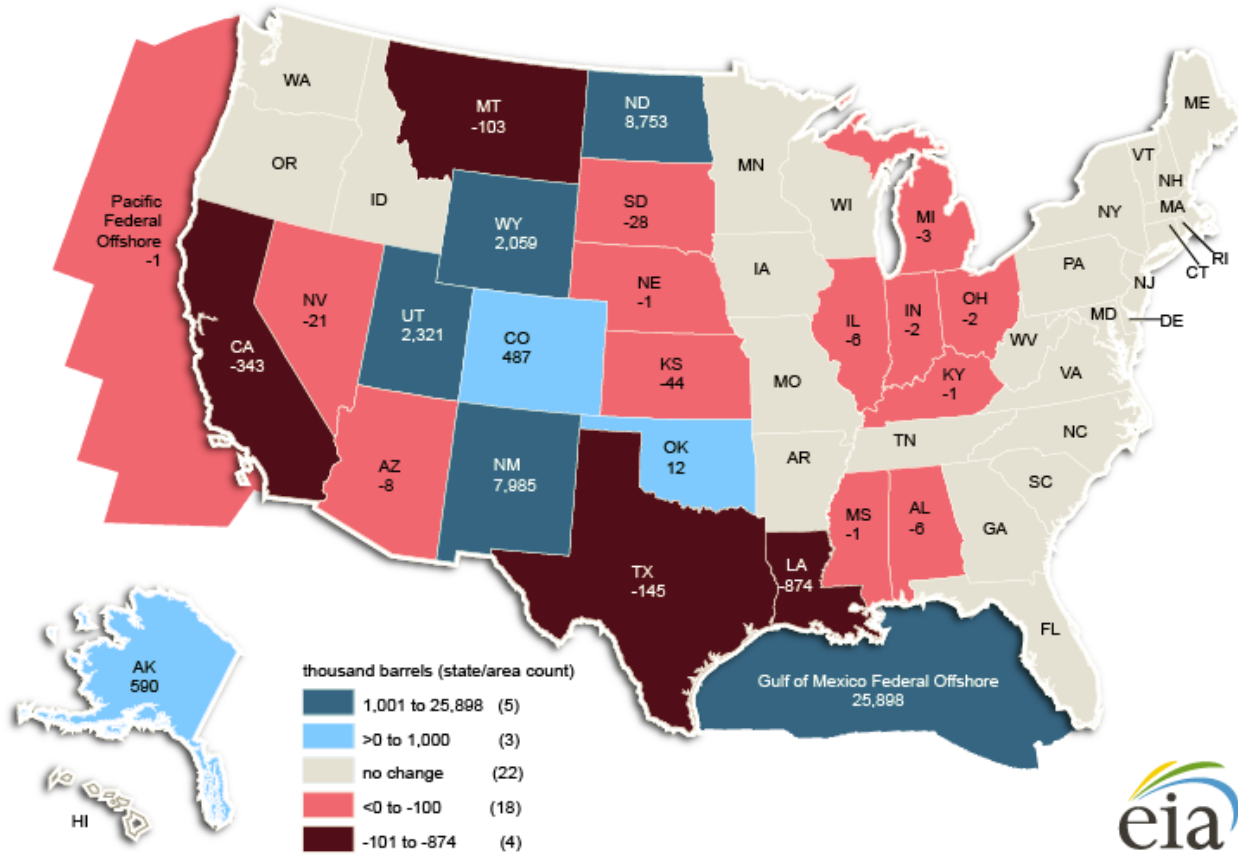 WA
MT
-103
ND
8,753
MN
OR
ID
WY
2,059
SD
-28
WI
MI
-3
ME
VT
NH
MA
NY
RI
CT
Pacific
Federal
Offshore
-1
NV
-21
UT
2,321
CO
487
NE
-1
IA
PA
NJ
MD
DE
CA
-343
KS
-44
MO
IL
-6
IN
-2
OH
-2
WV
VA
KY
-1
AZ
-8
NM
7,985
OK
12
AR
TN
NC
SC
MS
-1
AL
-6
GA
TX
-145
LA
-874
FL
Gulf of Mexico Federal Offshore
25,898
AK
590
HI
thousand barrels (state/area count)
1,001 to 25,898 (5)
>0 to 1,000 (3)
no change (22)
<0 to -100 (18)
-101 to -874 (4)
eia